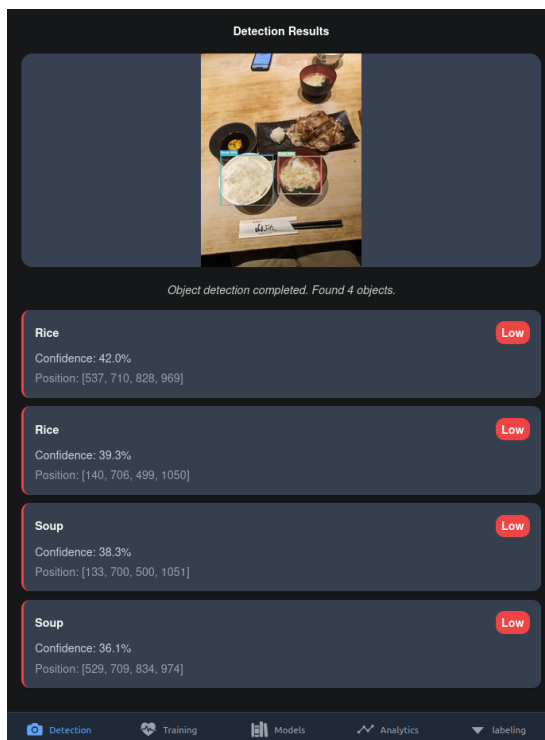 Detection Results
Object detection completed. Found 4 objects.
Rice
Low
Confidence: 42.0%
Position: [537, 710, 828, 969]
Rice
Low
Confidence: 39.3%
Position: [140, 706, 499, 1050]
Soup
Low
Confidence: 38.3%
Position: [133, 700, 500, 1051]
Soup
Low
Confidence: 36.1%
Position: [529, 709, 834, 974]
Detection
Training
Models
Analytics
labeling